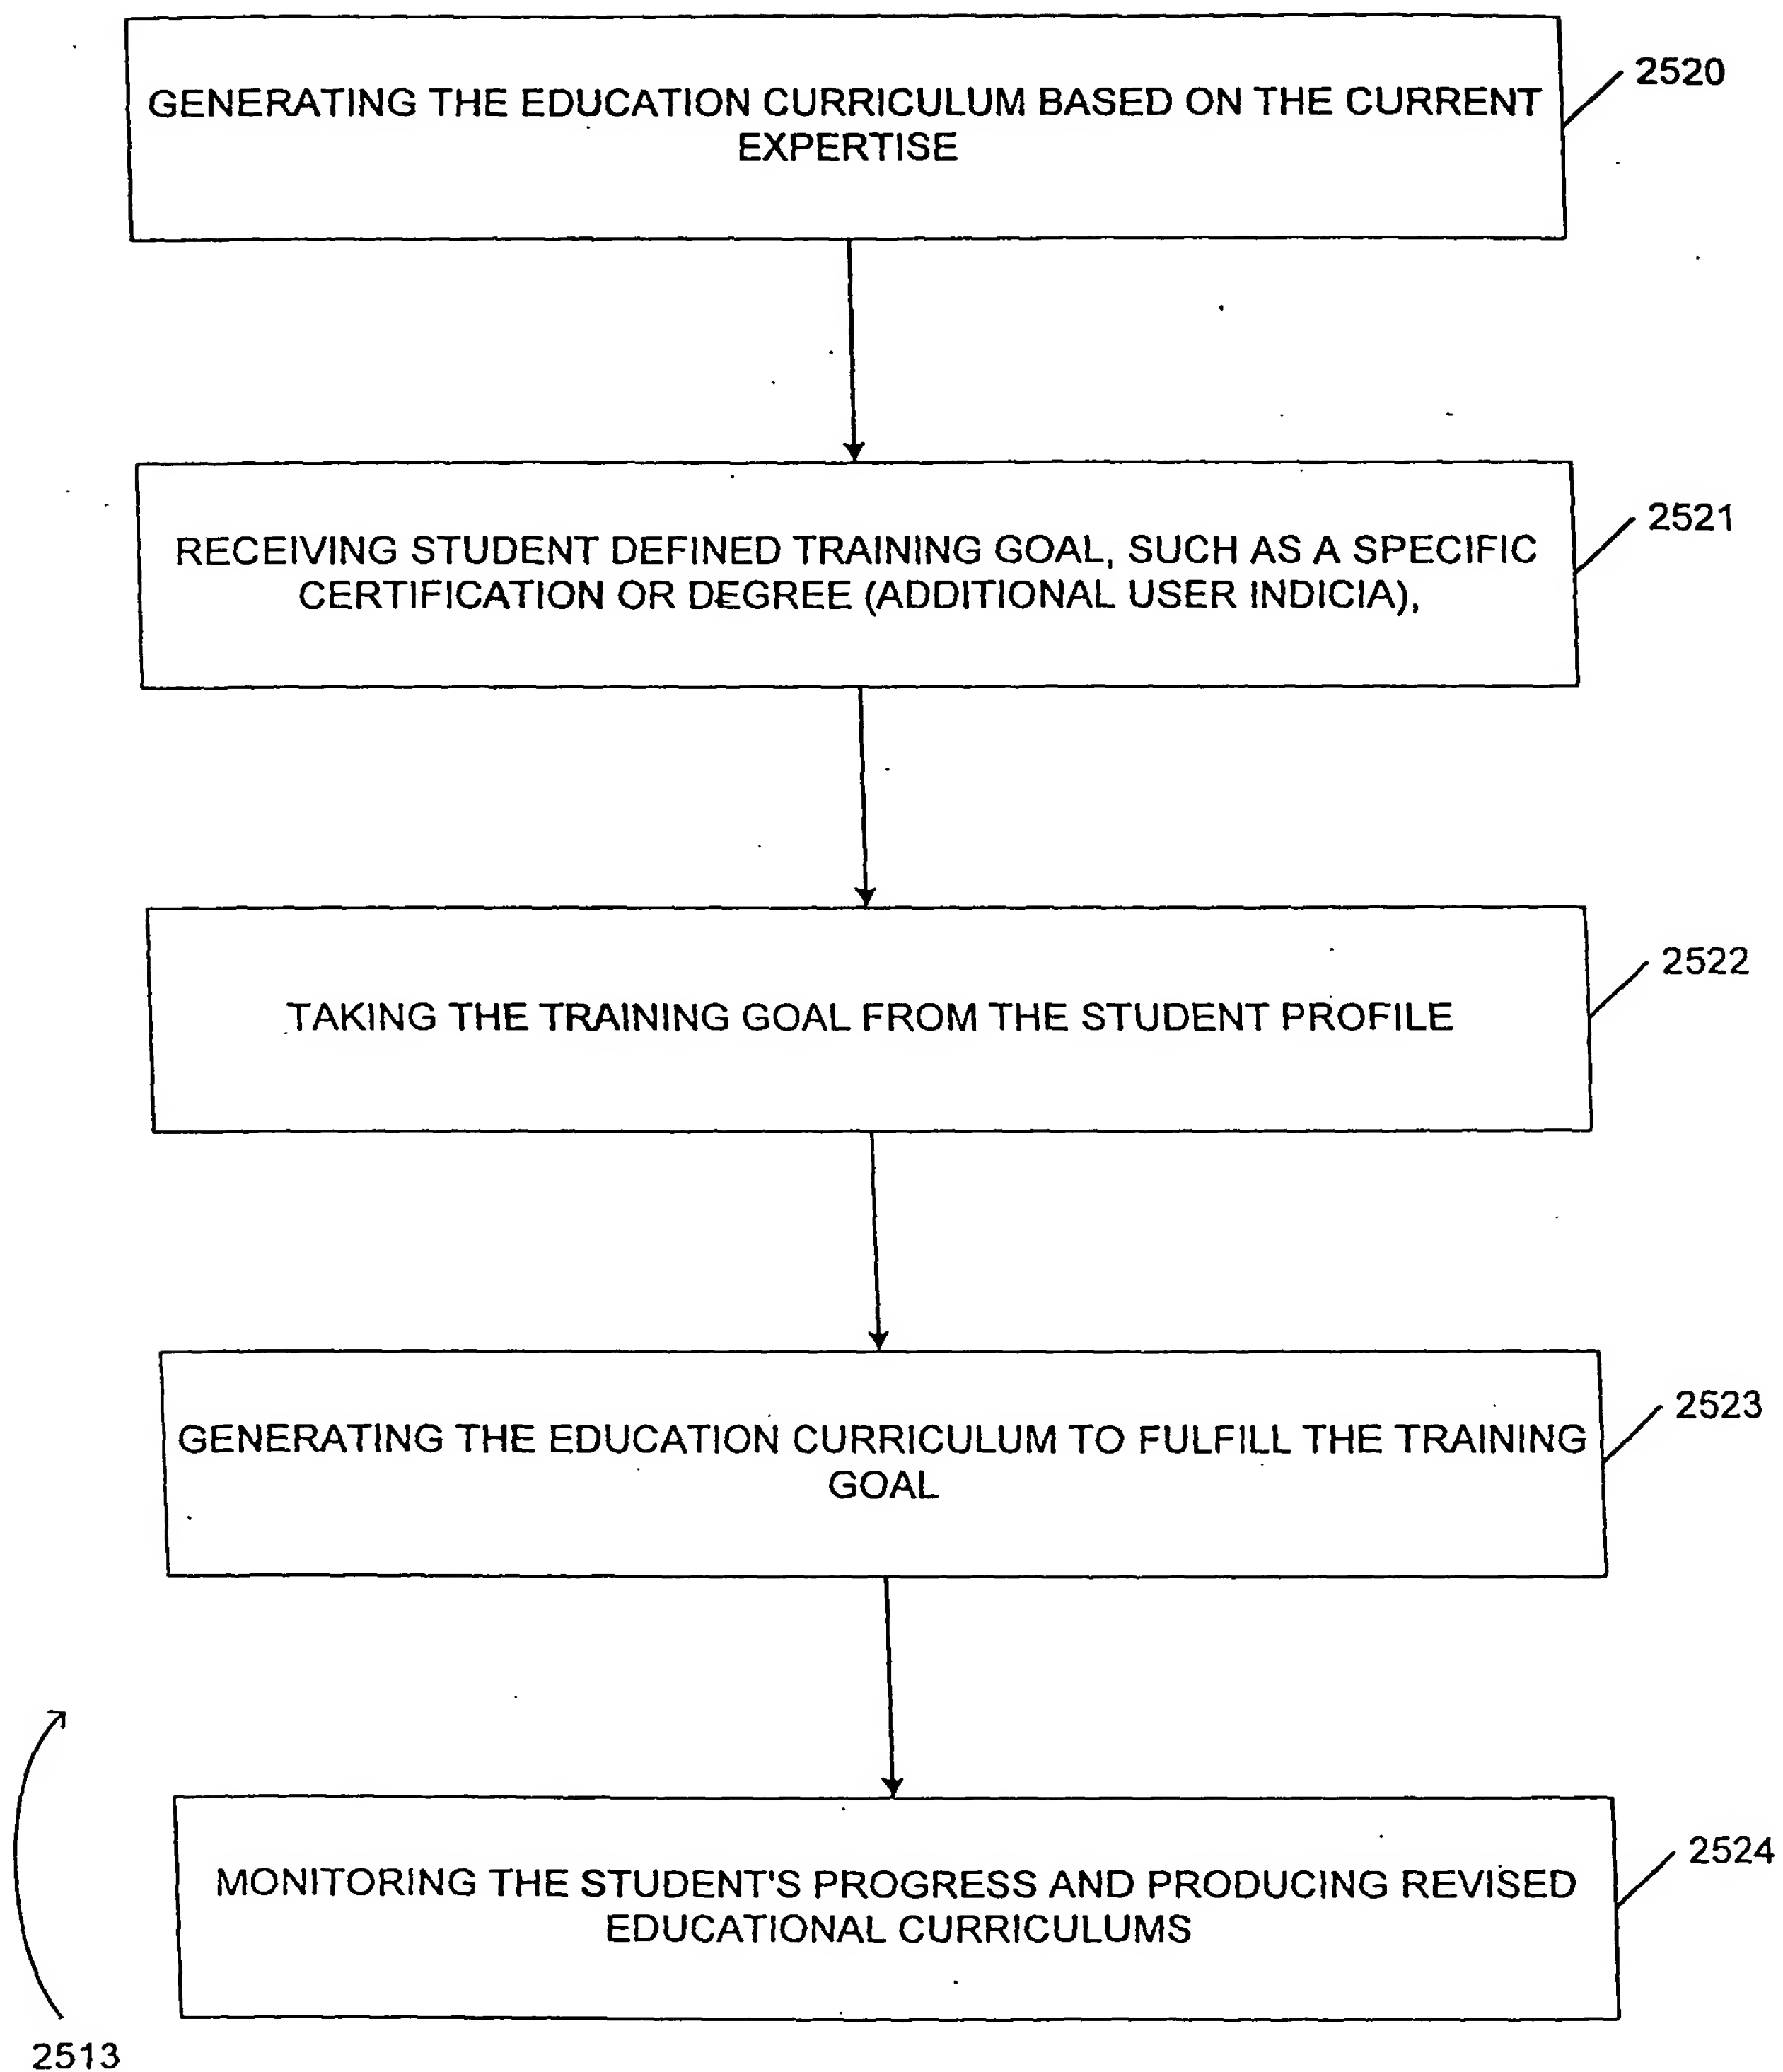 GENERATING THE EDUCATION CURRICULUM BASED ON THE CURRENT
EXPERTISE
2520
RECEIVING STUDENT DEFINED TRAINING GOAL, SUCH AS A SPECIFIC
CERTIFICATION OR DEGREE (ADDITIONAL USER INDICIA),
2521
TAKING THE TRAINING GOAL FROM THE STUDENT PROFILE
2522
GENERATING THE EDUCATION CURRICULUM TO FULFILL THE TRAINING
GOAL
2523
MONITORING THE STUDENT'S PROGRESS AND PRODUCING REVISED
EDUCATIONAL CURRICULUMS
2524
2513